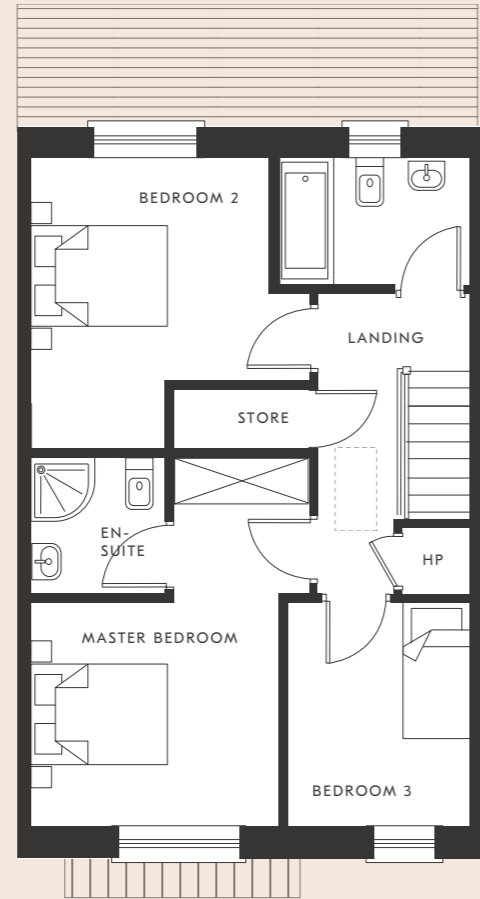 BEDROOM 2
LANDING
STORE
EN-
SUITE
HP
MASTER BEDROOM
BEDROOM 3